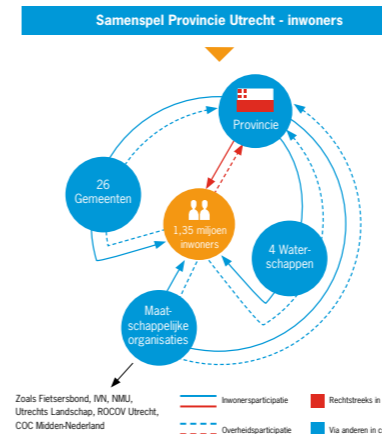 Samenspel Provincie Utrecht - inwoners
Provincie
26
Gemeenten
1,35 miljoen
inwoners
4 Water-
schappen
Maat-
schappelijke
organisaties
Zoals Fietsersbond, IVN, NMU,
Utrechts Landschap, ROCOV Utrecht,
COC Midden-Nederland
Inwonersparticipatie
Overheidsparticipatie
Rechtstreeks in
Via anderen in c